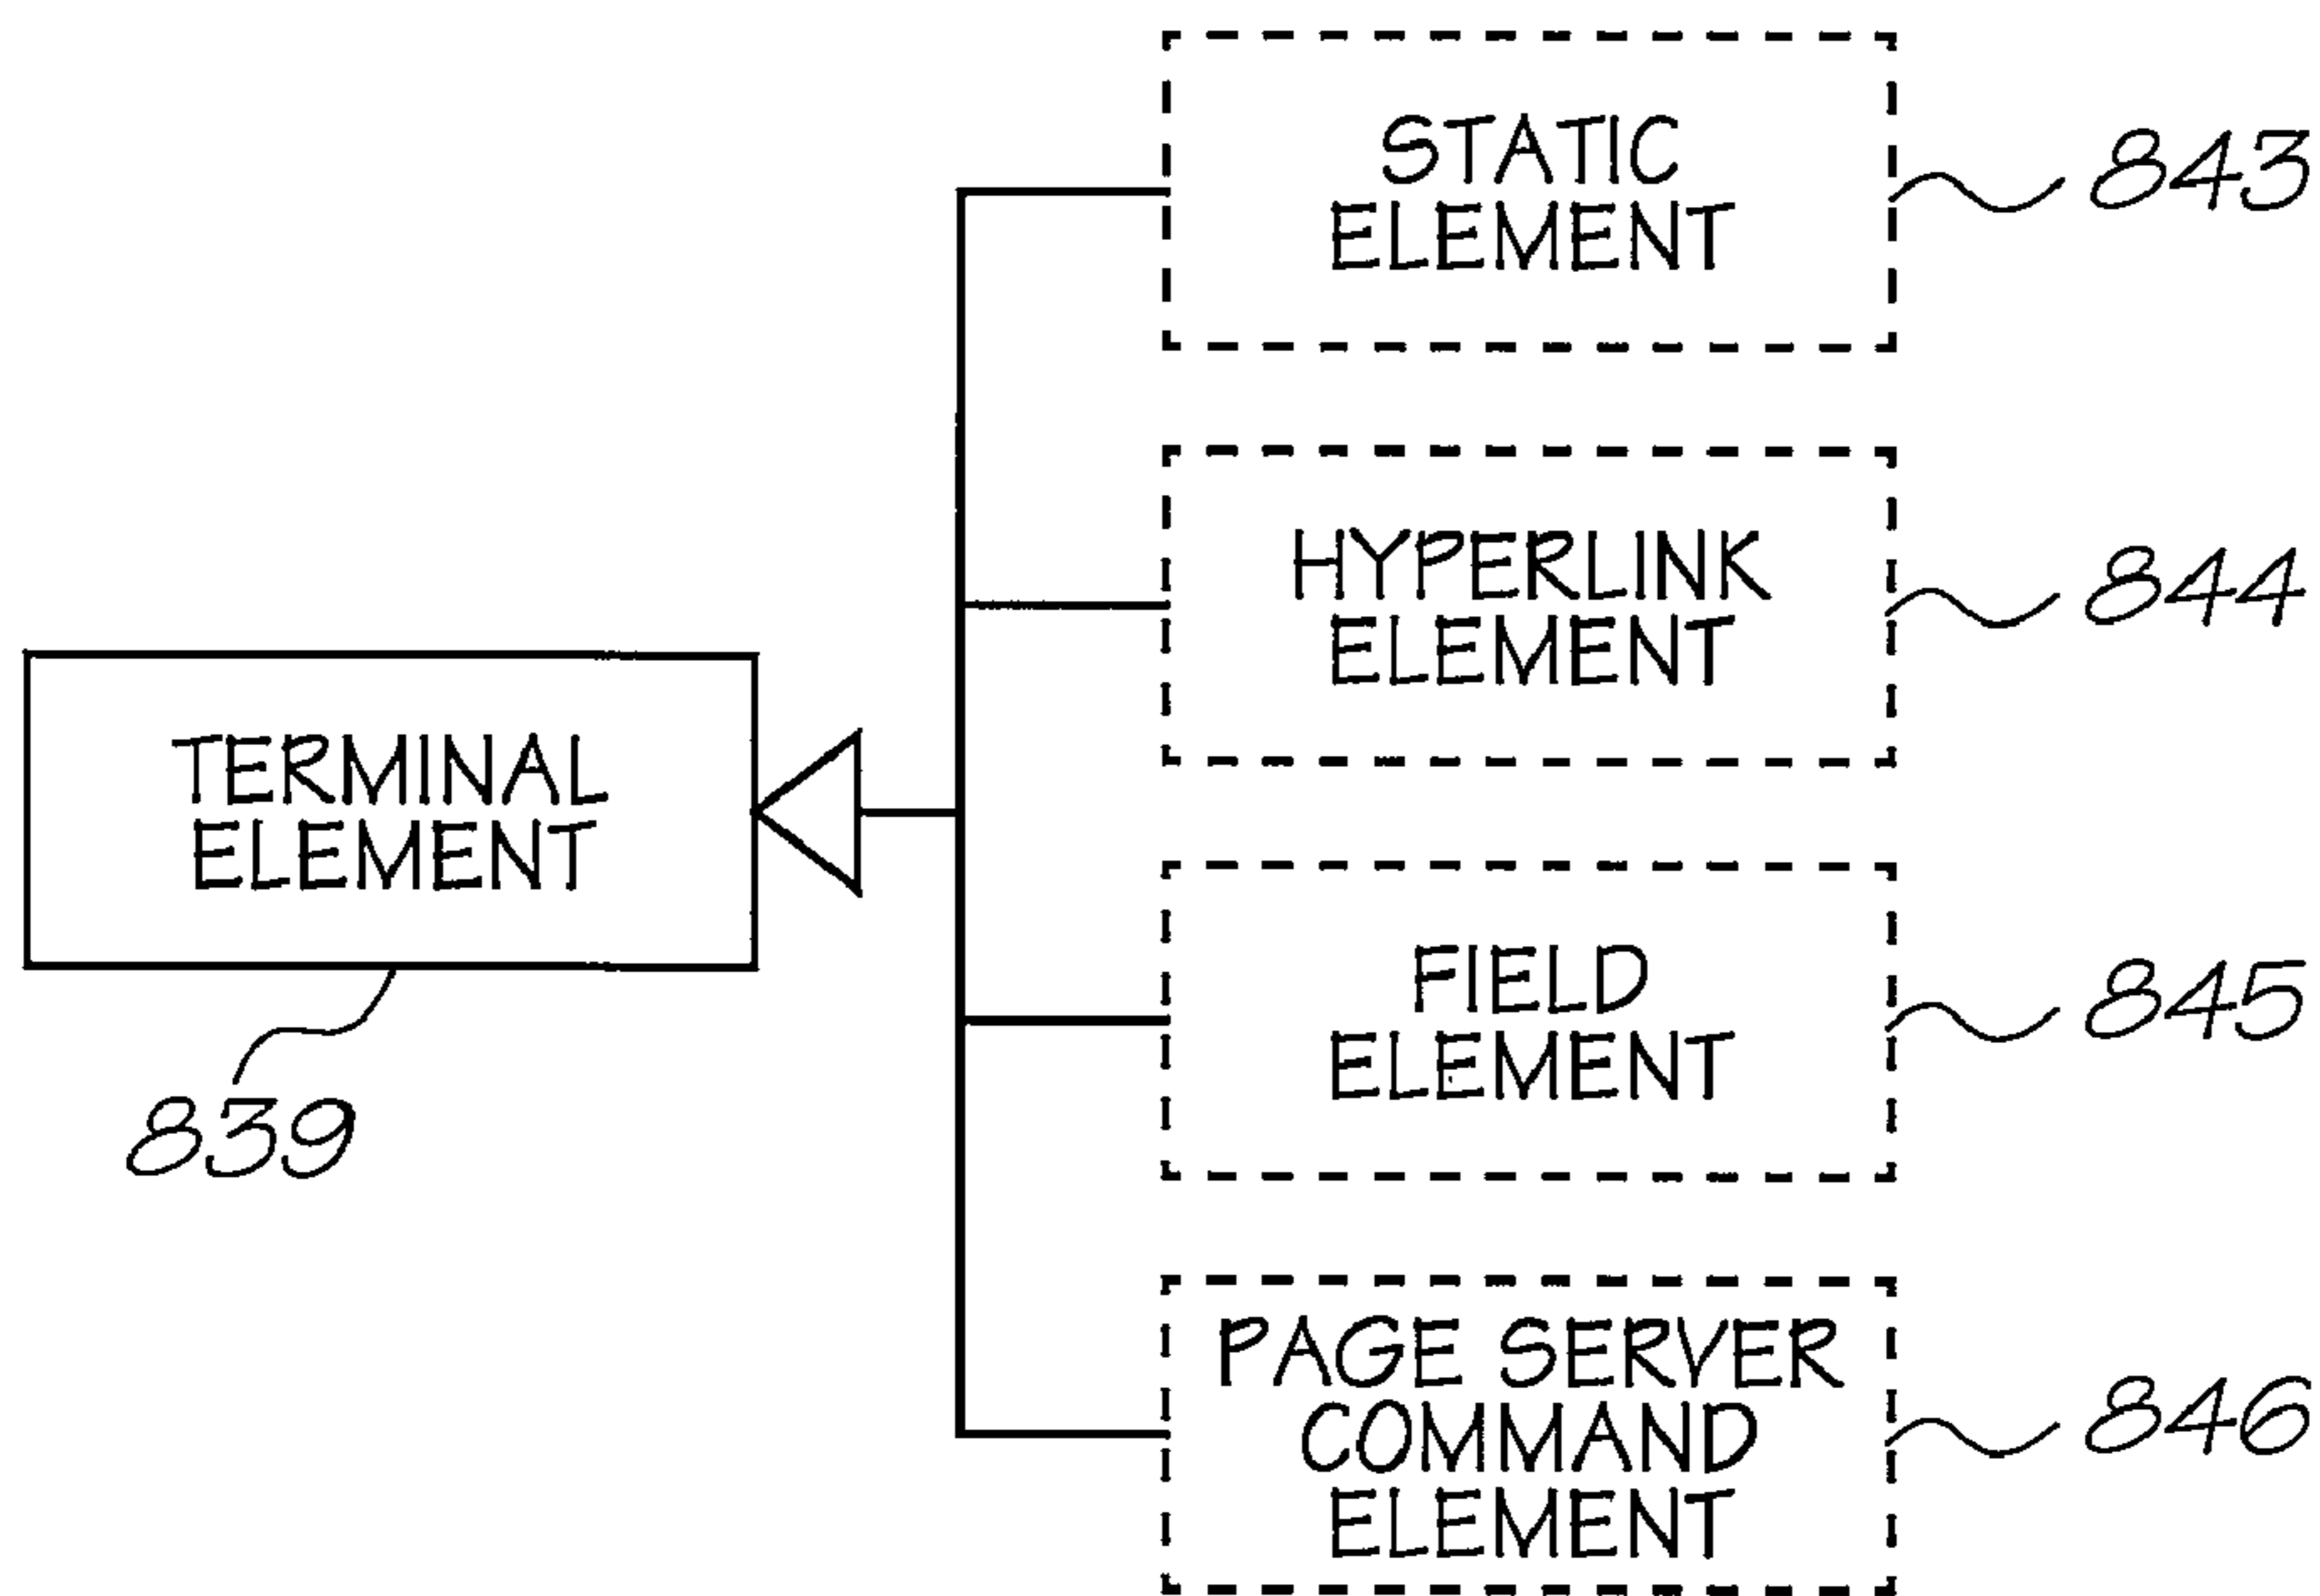 STATIC
ELEMENT
843
HYPERLINK
ELEMENT
844
TERMINAL
ELEMENT
839
FIELD
ELEMENT
845
PAGE SERVER
COMMAND
ELEMENT
846